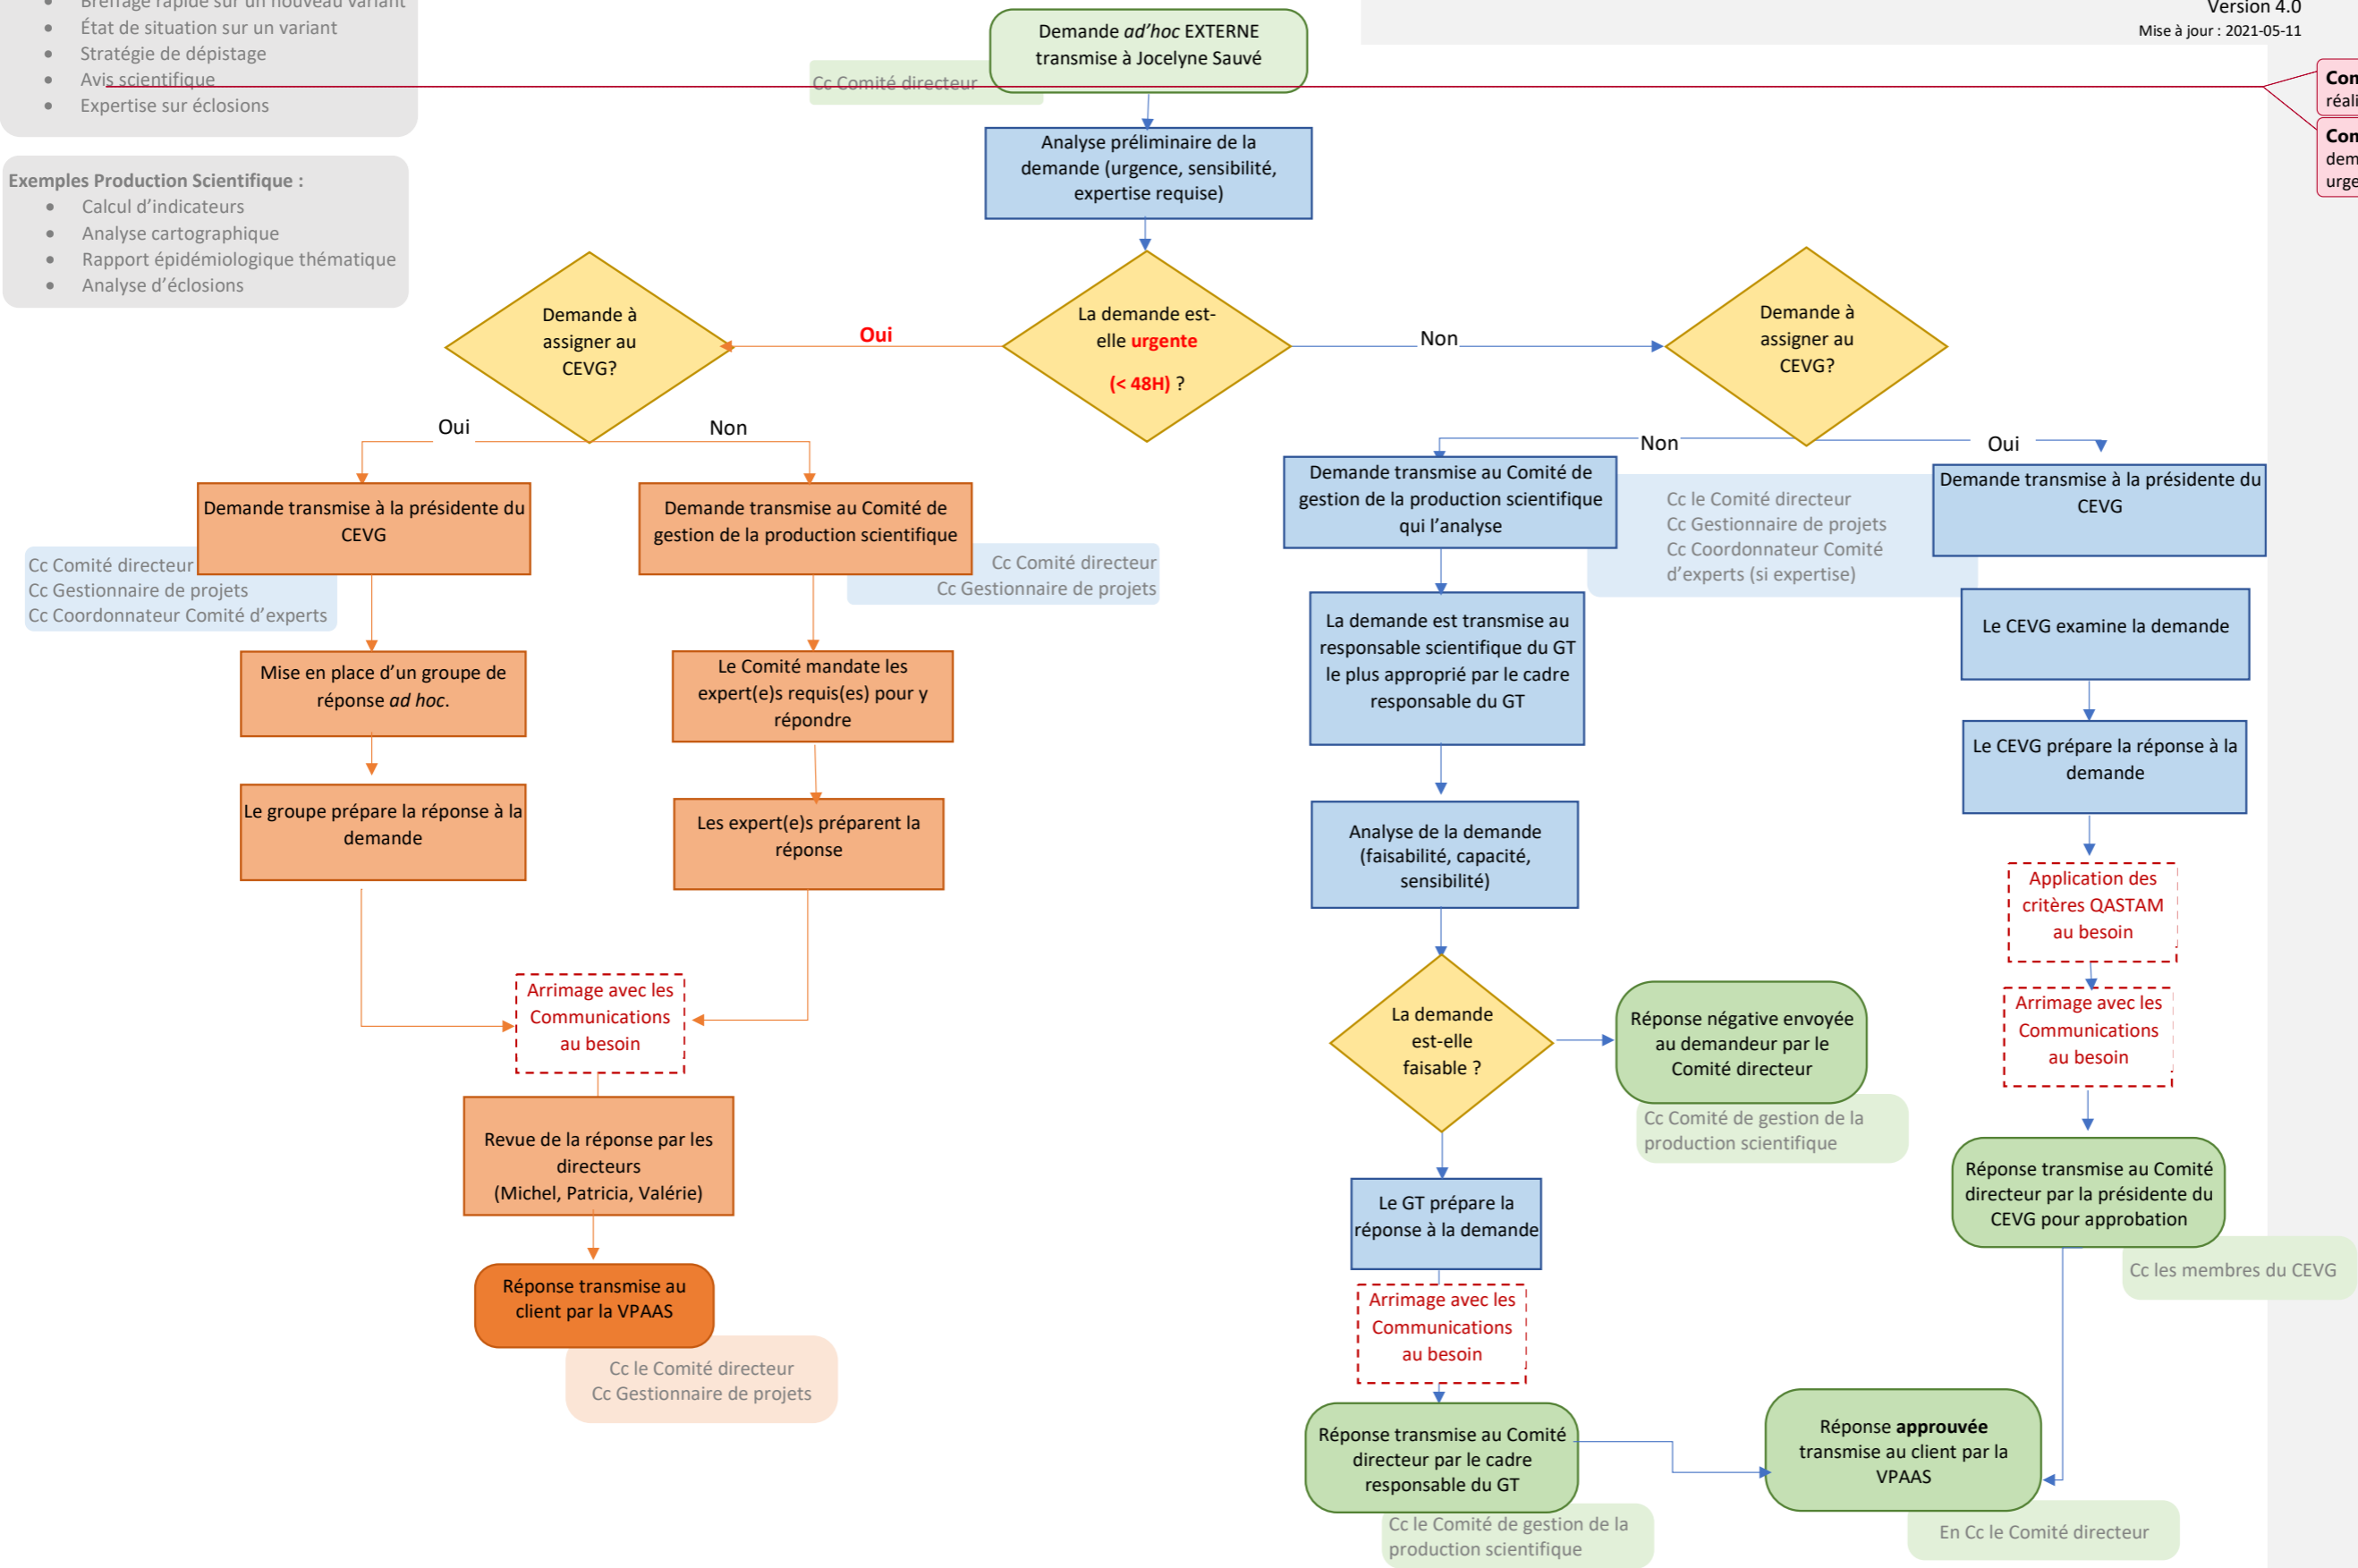 Breffage rapide sur un nouveau variant
• État de situation sur un variant
• Stratégie de dépistage
• Avis scientifique
• Expertise sur éclosions
Version 4.0
Mise à jour : 2021-05-11
Demande ad'hoc EXTERNE
transmise à Jocelyne Sauvé
Cc Comité directeur
Analyse préliminaire de la
demande (urgence, sensibilité,
expertise requise)
Exemples Production Scientifique :
• Calcul d'indicateurs
• Analyse cartographique
• Rapport épidémiologique thématique
• Analyse d'éclosions
Demande à
assigner au
CEVG?
Oui
La demande est-
elle urgente
(< 48H) ?
Non
Demande à
assigner au
CEVG?
Oui
Non
Non
Oui
Demande transmise à la présidente du
CEVG
Cc Comité directeur
Cc Gestionnaire de projets
Cc Coordonnateur Comité d'experts
Demande transmise au Comité de
gestion de la production scientifique
Cc Comité directeur
Cc Gestionnaire de projets
Demande transmise au Comité de
gestion de la production scientifique
qui l'analyse
Cc le Comité directeur
Cc Gestionnaire de projets
Cc Coordonnateur Comité
d'experts (si expertise)
Demande transmise à la présidente du
CEVG
Mise en place d'un groupe de
réponse ad hoc.
Le Comité mandate les
expert(e)s requis(es) pour y
répondre
La demande est transmise au
responsable scientifique du GT
le plus approprié par le cadre
responsable du GT
Le CEVG examine la demande
Le groupe prépare la réponse à la
demande
Les expert(e)s préparent la
réponse
Analyse de la demande
(faisabilité, capacité,
sensibilité)
Le CEVG prépare la réponse à la
demande
Application des
critères QASTAM
au besoin
Arrimage avec les
Communications
au besoin
La demande
est-elle
faisable ?
Réponse négative envoyée
au demandeur par le
Comité directeur
Cc Comité de gestion de la
production scientifique
Arrimage avec les
Communications
au besoin
Revue de la réponse par les
directeurs
(Michel, Patricia, Valérie)
Le GT prépare la
réponse à la demande
Réponse transmise au Comité
directeur par la présidente du
CEVG pour approbation
Cc les membres du CEVG
Réponse transmise au
client par la VPAAS
Cc le Comité directeur
Cc Gestionnaire de projets
Arrimage avec les
Communications
au besoin
Réponse transmise au Comité
directeur par le cadre
responsable du GT
Cc le Comité de gestion de la
production scientifique
Réponse approuvée
transmise au client par la
VPAAS
En Cc le Comité directeur